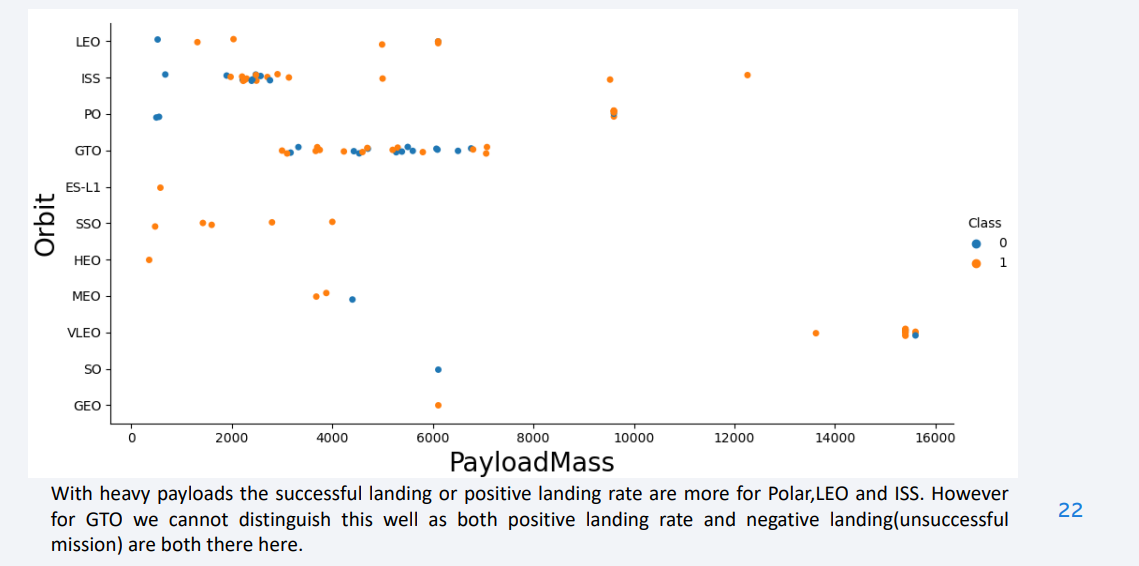 LEO
ISS
PO
GTO
ES-L1
SSO
HEO
MEO
VLEO
SO
GEO
Orbit
0 2000 4000 6000 8000 10000 12000 14000 16000
PayloadMass
Class
0
1
With heavy payloads the successful landing or positive landing rate are more for Polar,LEO and ISS. However
for GTO we cannot distinguish this well as both positive landing rate and negative landing(unsuccessful
mission) are both there here.
22